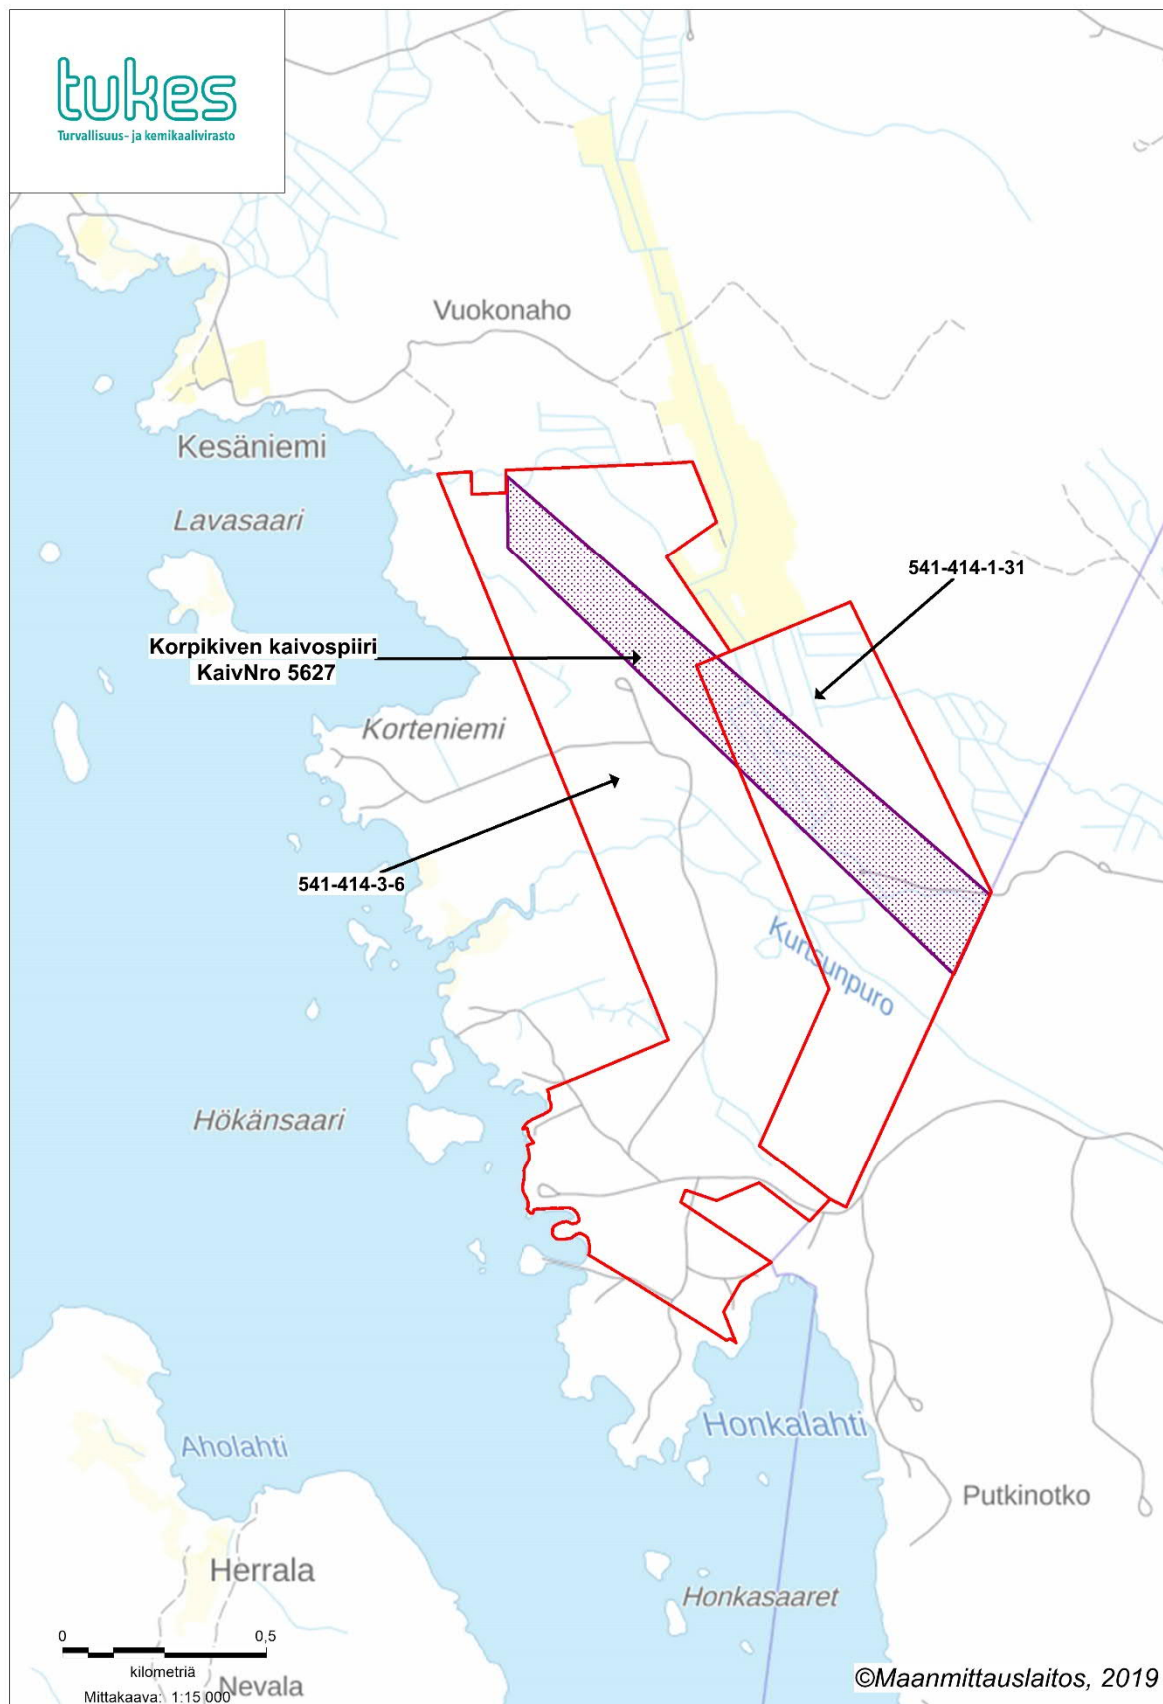 tukes
Turvallisuus- ja kemikaalivirasto
Vuokonaho
Kesäniemi
Lavasaari
541-414-1-31
Korpikiven kaivospiiri
KaivNro 5627
Korteniemi
541-414-3-6
Kurtsunpuro
Hökänsaari
Honkalahti
Aholahti
Putkinotko
Herrala
Honkasaaret
0 0,5
kilometriä
Nevala
Mittakaava: 1:15 000
©Maanmittauslaitos, 2019